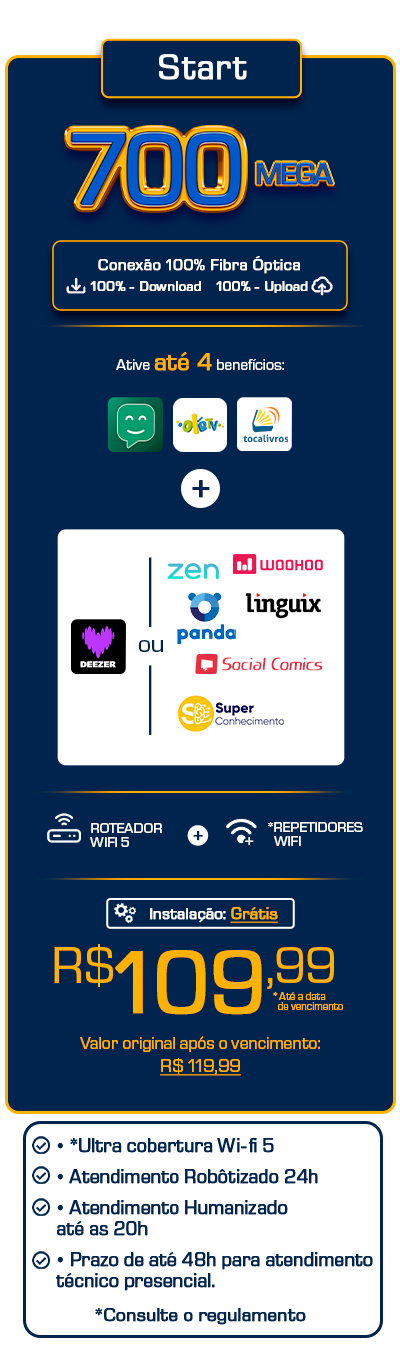 Start
700 MEGA
Conexão 100% Fibra Óptica
100% - Download 100% - Upload
Ative até 4 benefícios:
OleTV
tocalivros
+
DEEZER
ou
zen
WOOHOO
panda
linguix
Social Comics
SC Super
Conhecimento
ROTEADOR
WIFI 5
+
*REPETIDORES
WIFI
Instalação: Grátis
R$109,99
*Até a data
de vencimento
Valor original após o vencimento:
R$ 119,99
• *Ultra cobertura Wi-fi 5
• Atendimento Robôtizado 24h
• Atendimento Humanizado
até as 20h
• Prazo de até 48h para atendimento
técnico presencial.
*Consulte o regulamento